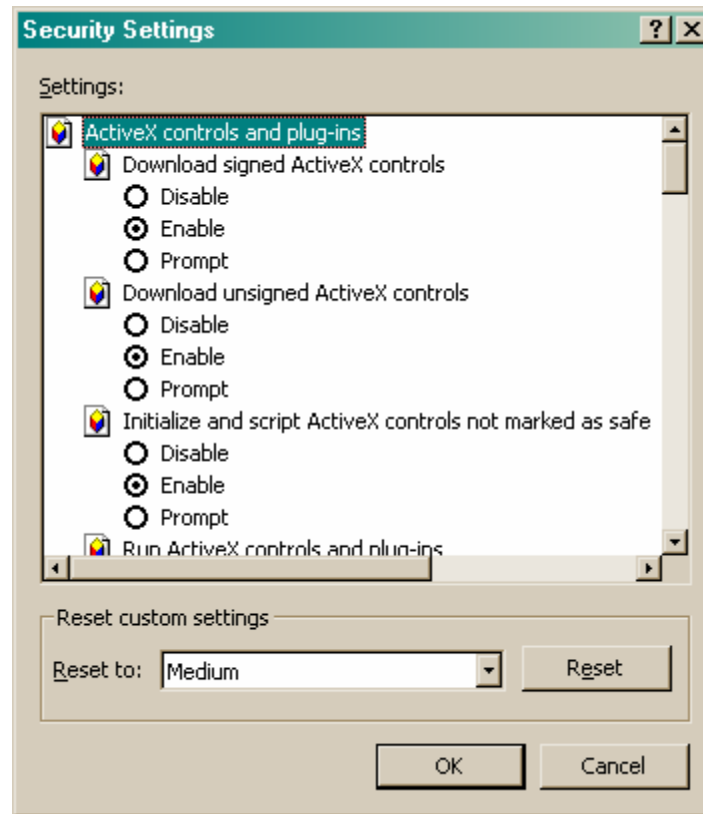 Security Settings
Settings:
ActiveX controls and plug-ins
Download signed ActiveX controls
Disable
Enable
Prompt
Download unsigned ActiveX controls
Disable
Enable
Prompt
Initialize and script ActiveX controls not marked as safe
Disable
Enable
Prompt
Run ActiveX controls and plug-ins
Reset custom settings
Reset to: Medium Reset
OK Cancel